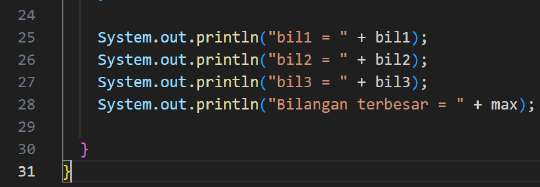 24
25 System.out.println("bil1 = " + bil1);
26 System.out.println("bil2 = " + bil2);
27 System.out.println("bil3 = " + bil3);
28 System.out.println("Bilangan terbesar = " + max);
29
30 }
31 }